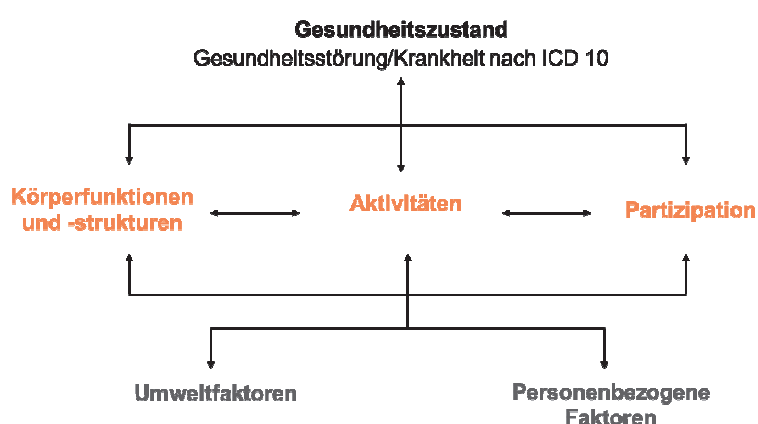 Gesundheitszustand
Gesundheitsstörung/Krankheit nach ICD 10
Körperfunktionen
und -strukturen
Aktivitäten
Partizipation
Umweltfaktoren
Personenbezogene
Faktoren